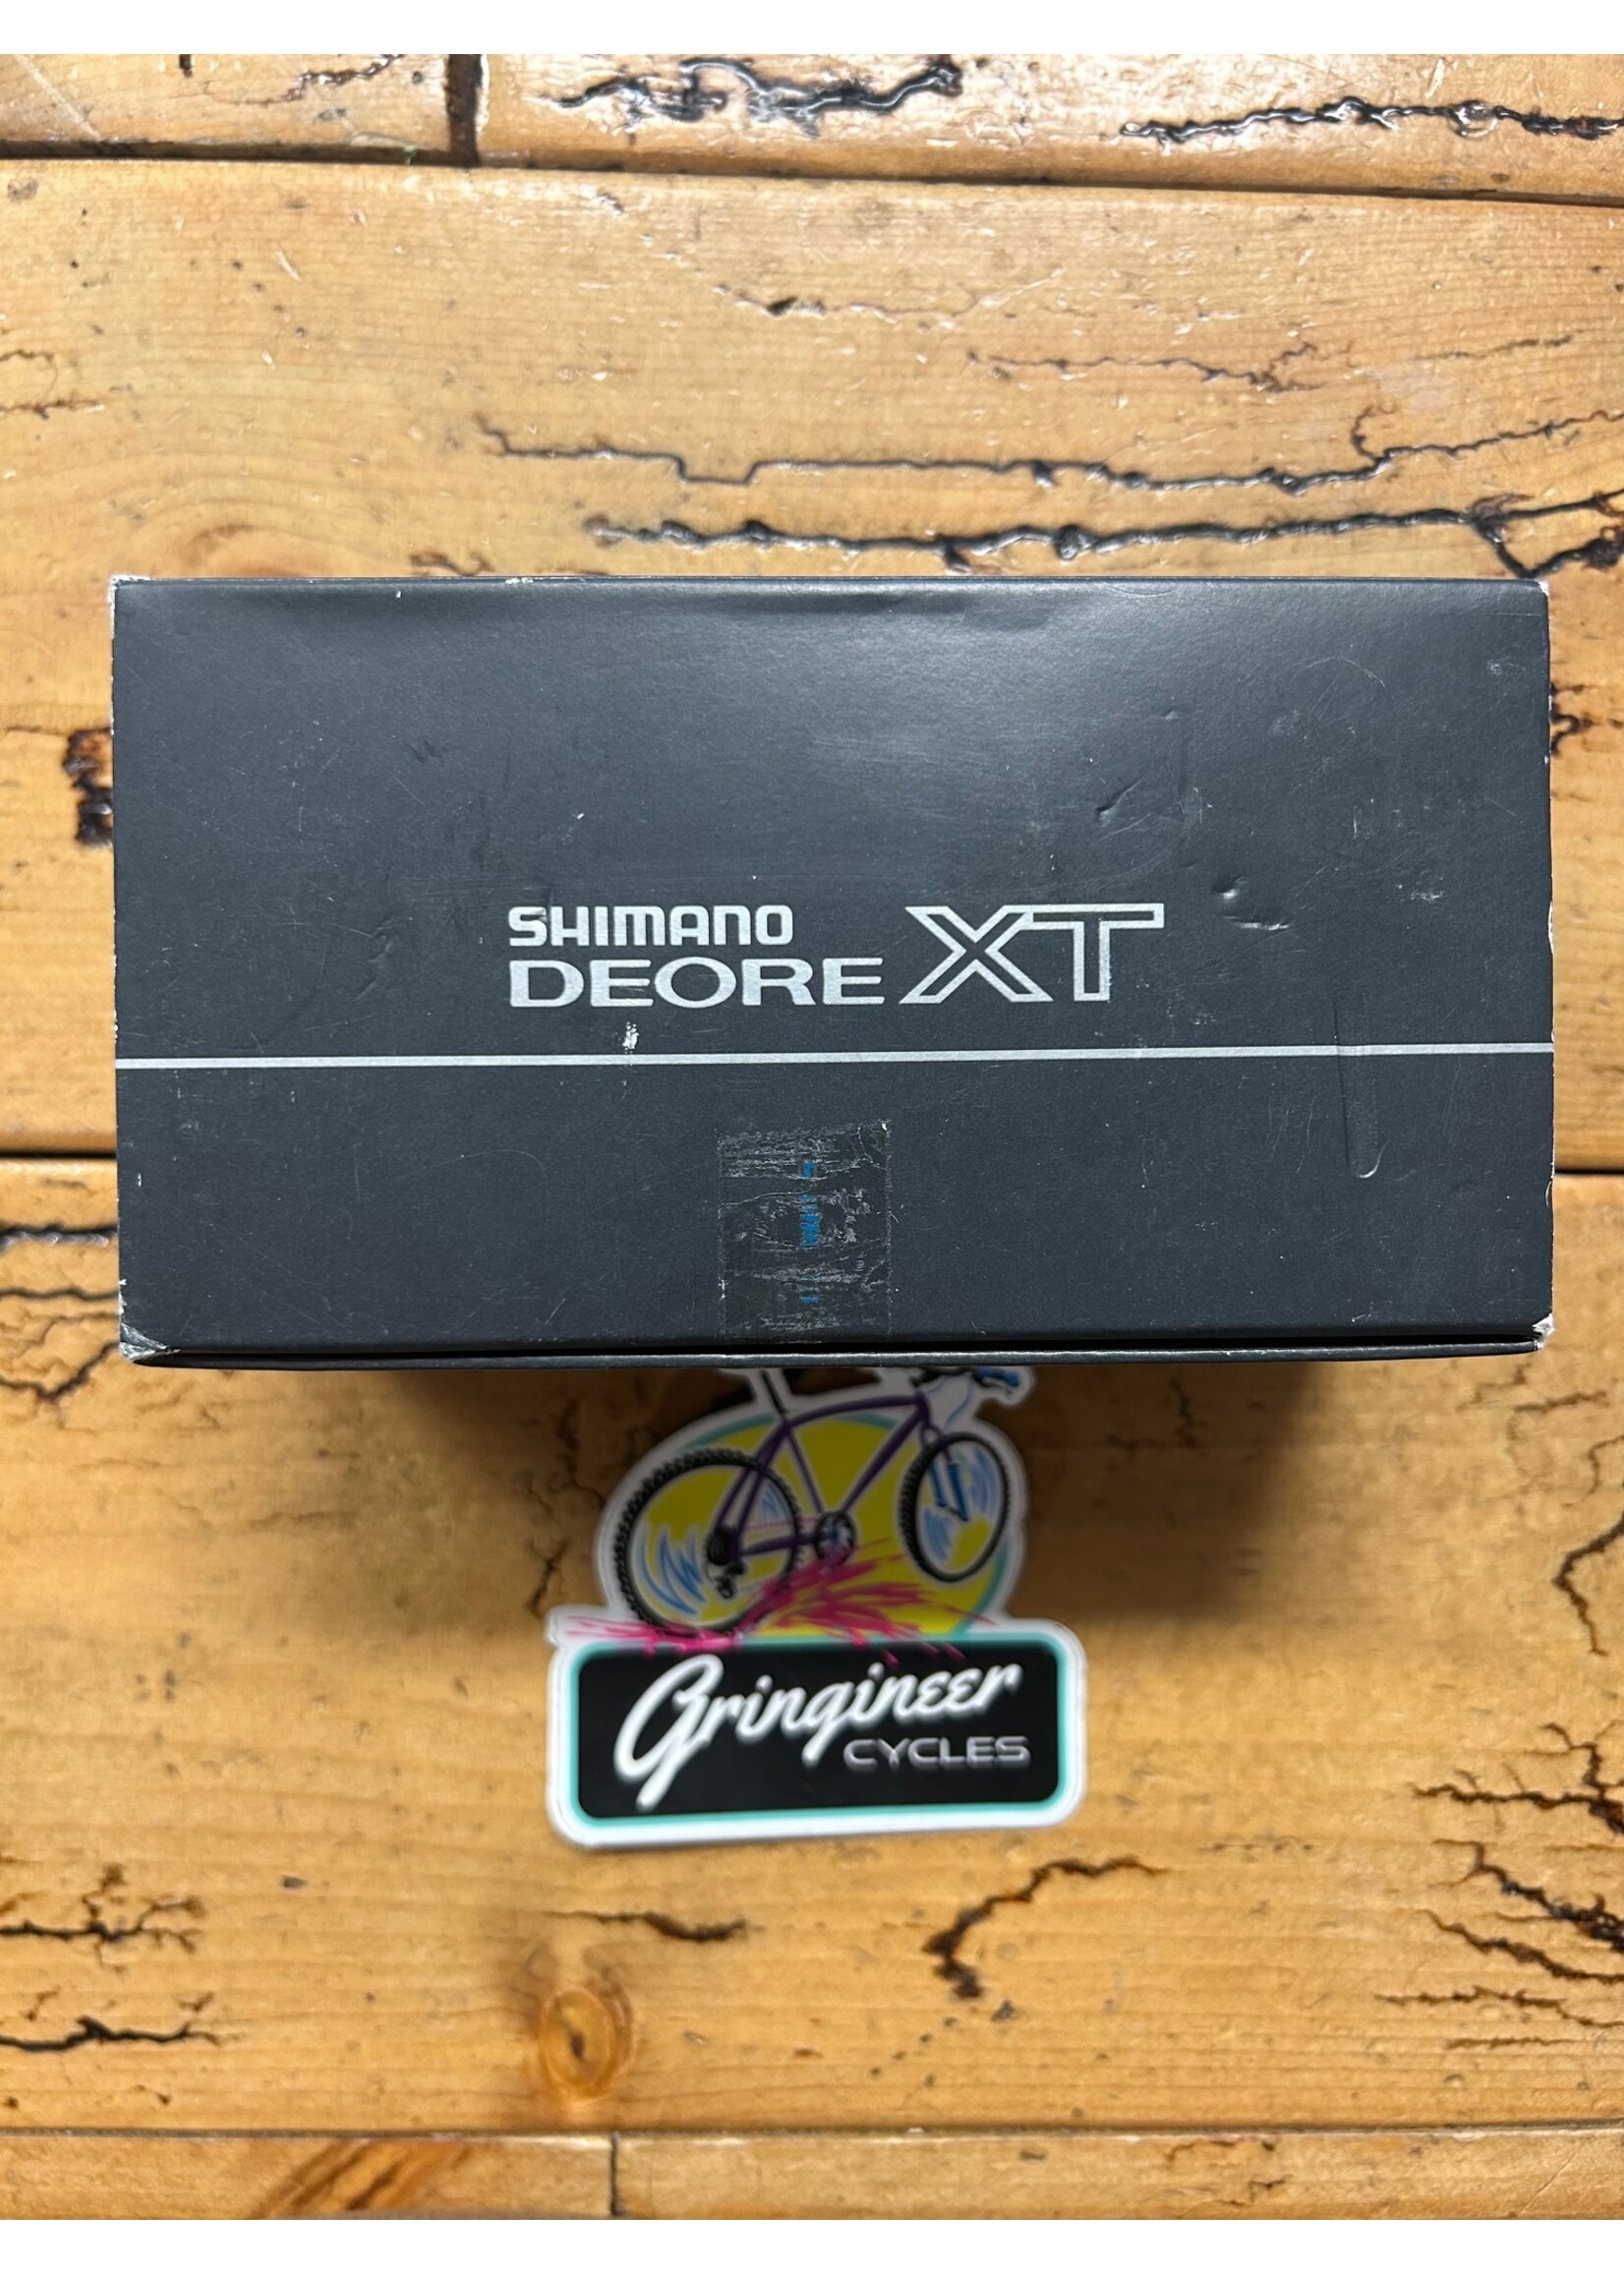 SHIMANO
DEORE XT
Gringineer
CYCLES